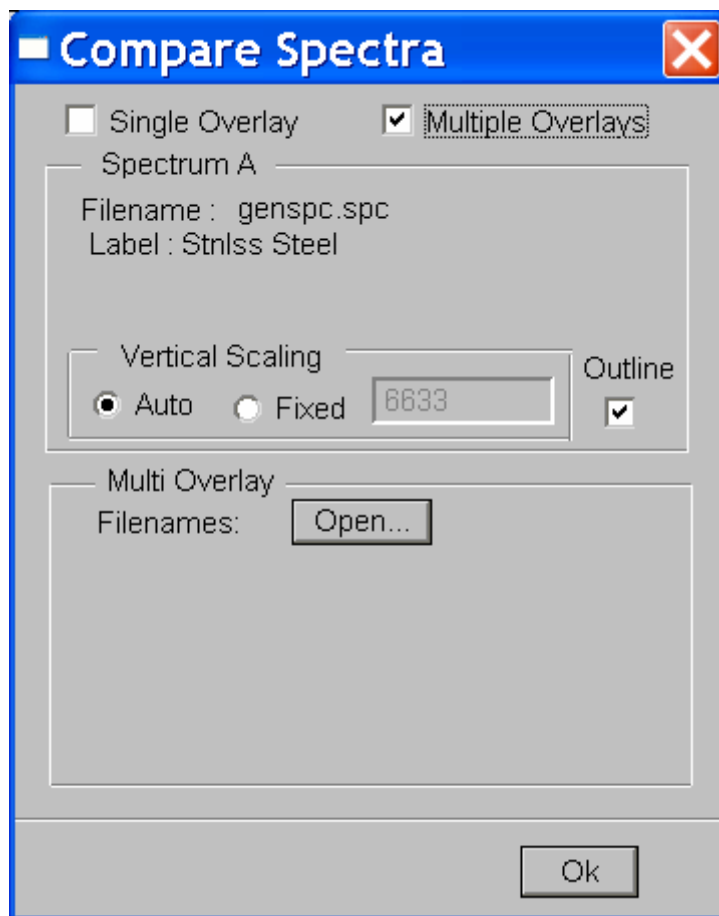 Compare Spectra
Single Overlay Multiple Overlays
Spectrum A
Filename : genspc.spc
Label : Stnlss Steel
Vertical Scaling
Outline
Auto Fixed 6633
Multi Overlay
Filenames: Open...
Ok